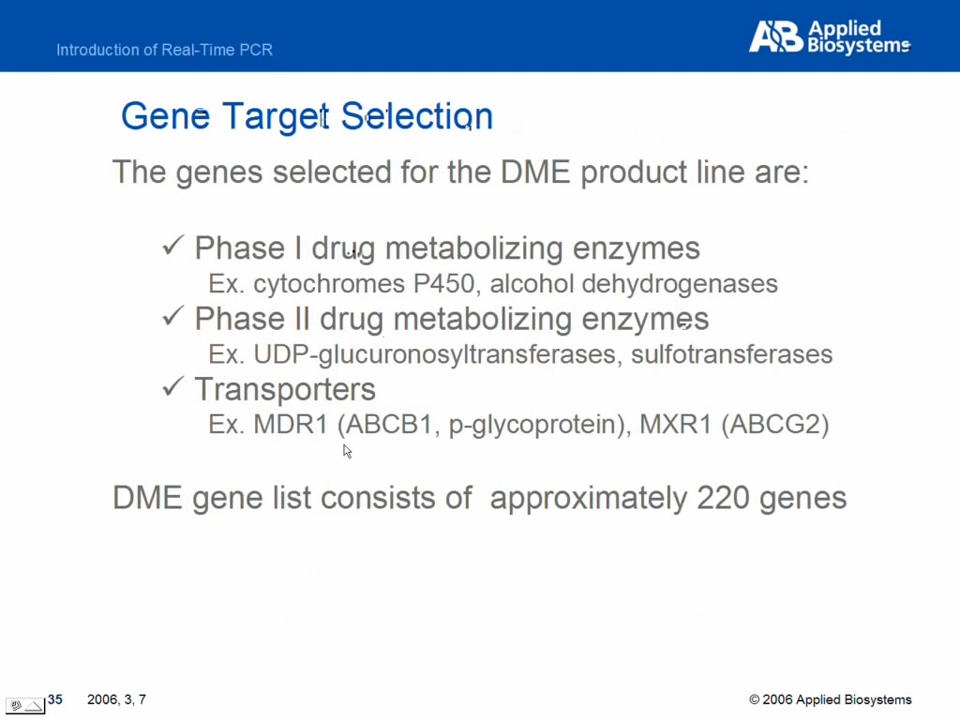 Introduction of Real-Time PCR
AB Applied
Biosystems
Gene Target Selection
The genes selected for the DME product line are:
✓ Phase I drug metabolizing enzymes
Ex. cytochromes P450, alcohol dehydrogenases
✓ Phase II drug metabolizing enzymes
Ex. UDP-glucuronosyltransferases, sulfotransferases
✓ Transporters
Ex. MDR1 (ABCB1, p-glycoprotein), MXR1 (ABCG2)
DME gene list consists of approximately 220 genes
35 2006, 3, 7 © 2006 Applied Biosystems